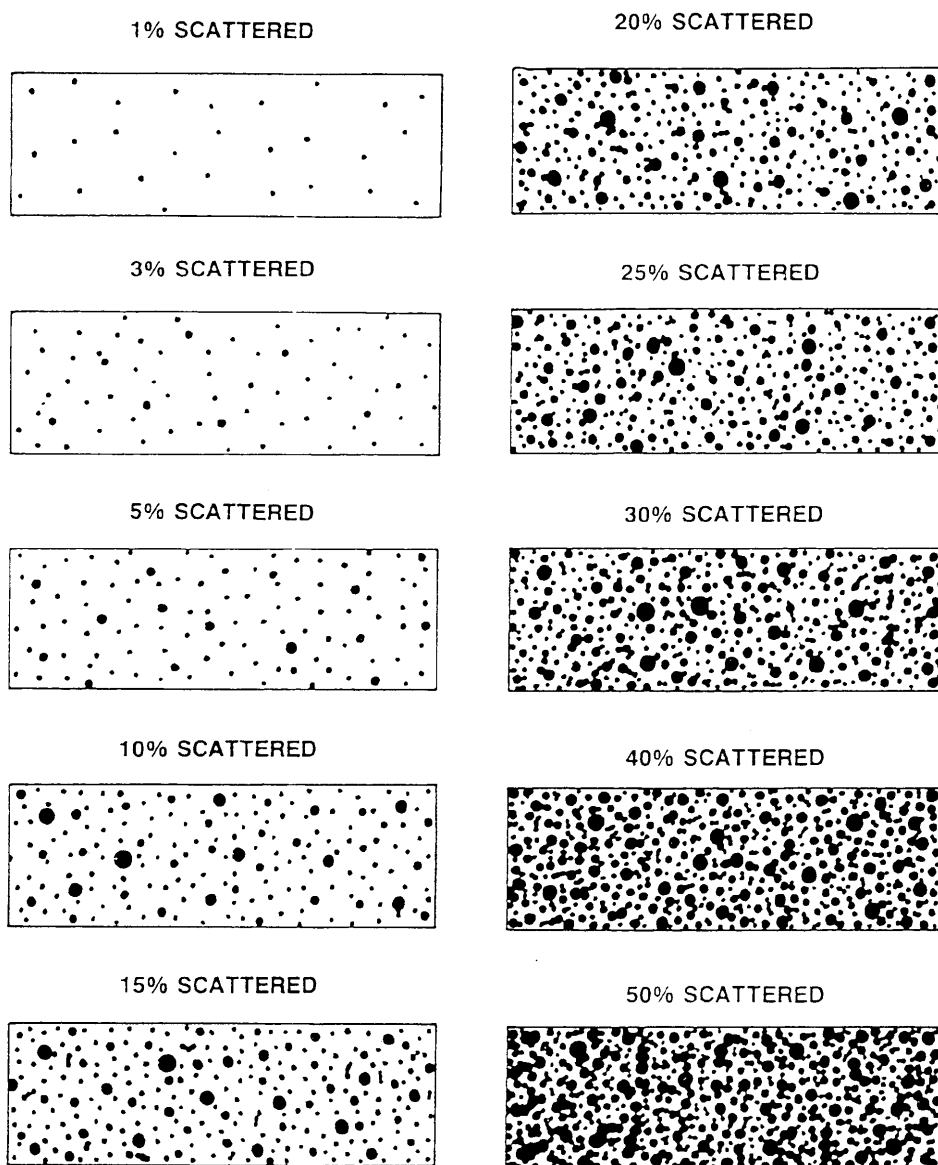 1% SCATTERED
3% SCATTERED
5% SCATTERED
10% SCATTERED
15% SCATTERED
20% SCATTERED
25% SCATTERED
30% SCATTERED
40% SCATTERED
50% SCATTERED